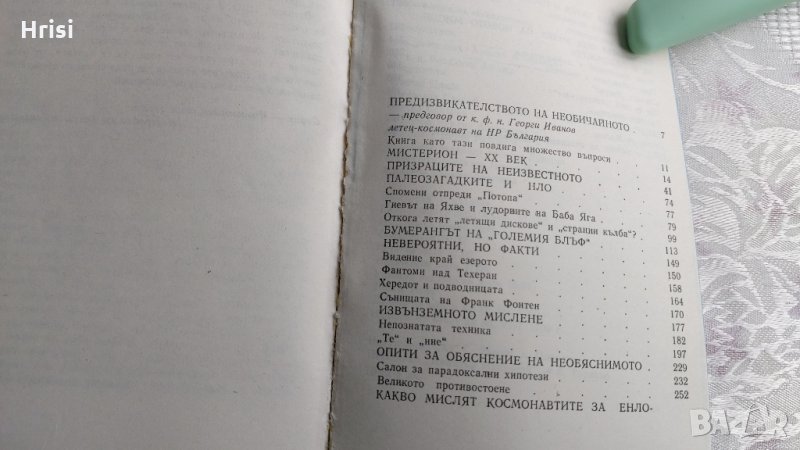 Hrisi
ПРЕДИЗВИКАТЕЛСТВОТО НА НЕОБИЧАЙНОТО
— предговор от к. ф. н. Георги Иванов
летец-космонавт на НР България . . . 7
Книга като тази повдига множество въпроси . 11
МИСТЕРИОН — XX ВЕК . . . 14
ПРИЗРАЦИТЕ НА НЕИЗВЕСТНОТО . . . 41
ПАЛЕОЗАГАДКИТЕ И НЛО . . . 74
Спомени отпреди „Потопа“ . . . 77
Гневът на Яхве и лудорвите на Баба Яга . 79
Откога летят „летящи дискове“ и „странни кълба“? . 99
БУМЕРАНГЪТ НА „ГОЛЕМИЯ БЛЪФ“ . . . 113
НЕВЕРОЯТНИ, НО ФАКТИ . . . 149
Видение край езерото . . . 150
Фантоми над Техеран . . . 158
Хередот и подводницата . . . 164
Сънищата на Франк Фонтен . . . 170
ИЗВЪНЗЕМНОТО МИСЛЕНЕ . . . 177
Непознатата техника . . . 182
„Те“ и „ние“ . . . 197
ОПИТИ ЗА ОБЯСНЕНИЕ НА НЕОБЯСНИМОТО . 229
Салон за парадоксални хипотези . . . 232
Великото противостоене . . . 252
КАКВО МИСЛЯТ КОСМОНАВТИТЕ ЗА ЕНЛО-
BAZAR